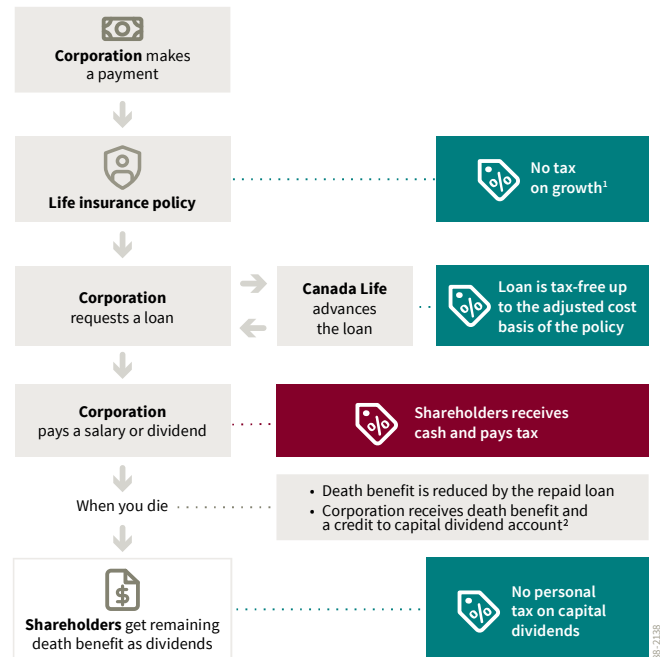 Corporation makes
a payment
Life insurance policy
No tax
on growth¹
Corporation
requests a loan
Canada Life
advances
the loan
Loan is tax-free up
to the adjusted cost
basis of the policy
Corporation
pays a salary or dividend
Shareholders receives
cash and pays tax
When you die
• Death benefit is reduced by the repaid loan
• Corporation receives death benefit and
a credit to capital dividend account²
Shareholders get remaining
death benefit as dividends
No personal
tax on capital
dividends